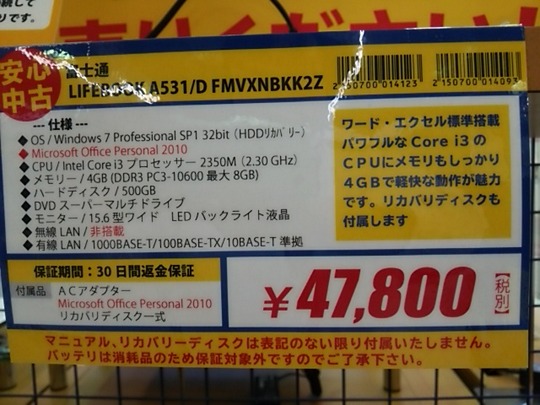 安心
中古
富士通
LIFEBOOK A531/D FMVXNBKK2Z
2150700014123
2150700014093
--- 仕様 ---
◆ OS / Windows 7 Professional SP1 32bit (HDDリカバリー)
◆ Microsoft Office Personal 2010
◆ CPU / Intel Core i3 プロセッサー 2350M (2.30 GHz)
◆ メモリー / 4GB (DDR3 PC3-10600 最大 8GB)
◆ ハードディスク / 500GB
◆ DVD スーパーマルチドライブ
◆ モニター / 15.6 型ワイド LED バックライト液晶
◆ 無線 LAN / 非搭載
◆ 有線 LAN / 1000BASE-T/100BASE-TX/10BASE-T 準拠
ワード・エクセル標準搭載
パワフルな Core i3 の
CPUにメモリもしっかり
4GBで軽快な動作が魅力
です。リカバリディスクも
付属します
保証期間:30日間返金保証
付属品
ACアダプター
Microsoft Office Personal 2010
リカバリディスク一式
¥47,800
【税別】
マニュアル、リカバリーディスクは表記のない限り付属いたしません。
バッテリは消耗品のため保証対象外ですのでご了承下さい。